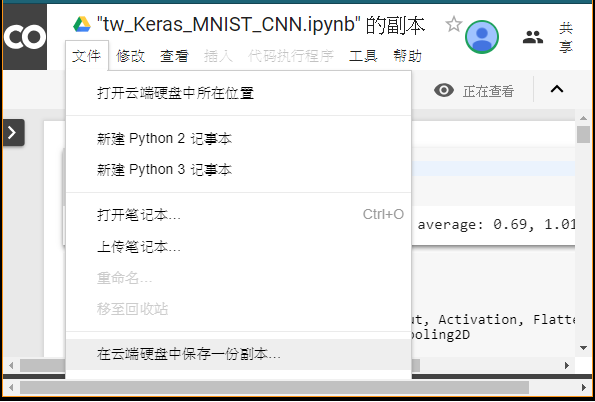 CO
"tw_Keras_MNIST_CNN.ipynb" 的副本
共享
文件 修改 查看 插入 代码执行程序 工具 帮助
正在查看
打开云端硬盘中所在位置
新建 Python 2 记事本
新建 Python 3 记事本
打开笔记本... Ctrl+O
average: 0.69, 1.01
上传笔记本...
重命名...
移至回收站
ut, Activation, Flatte
ooling2D
在云端硬盘中保存一份副本...